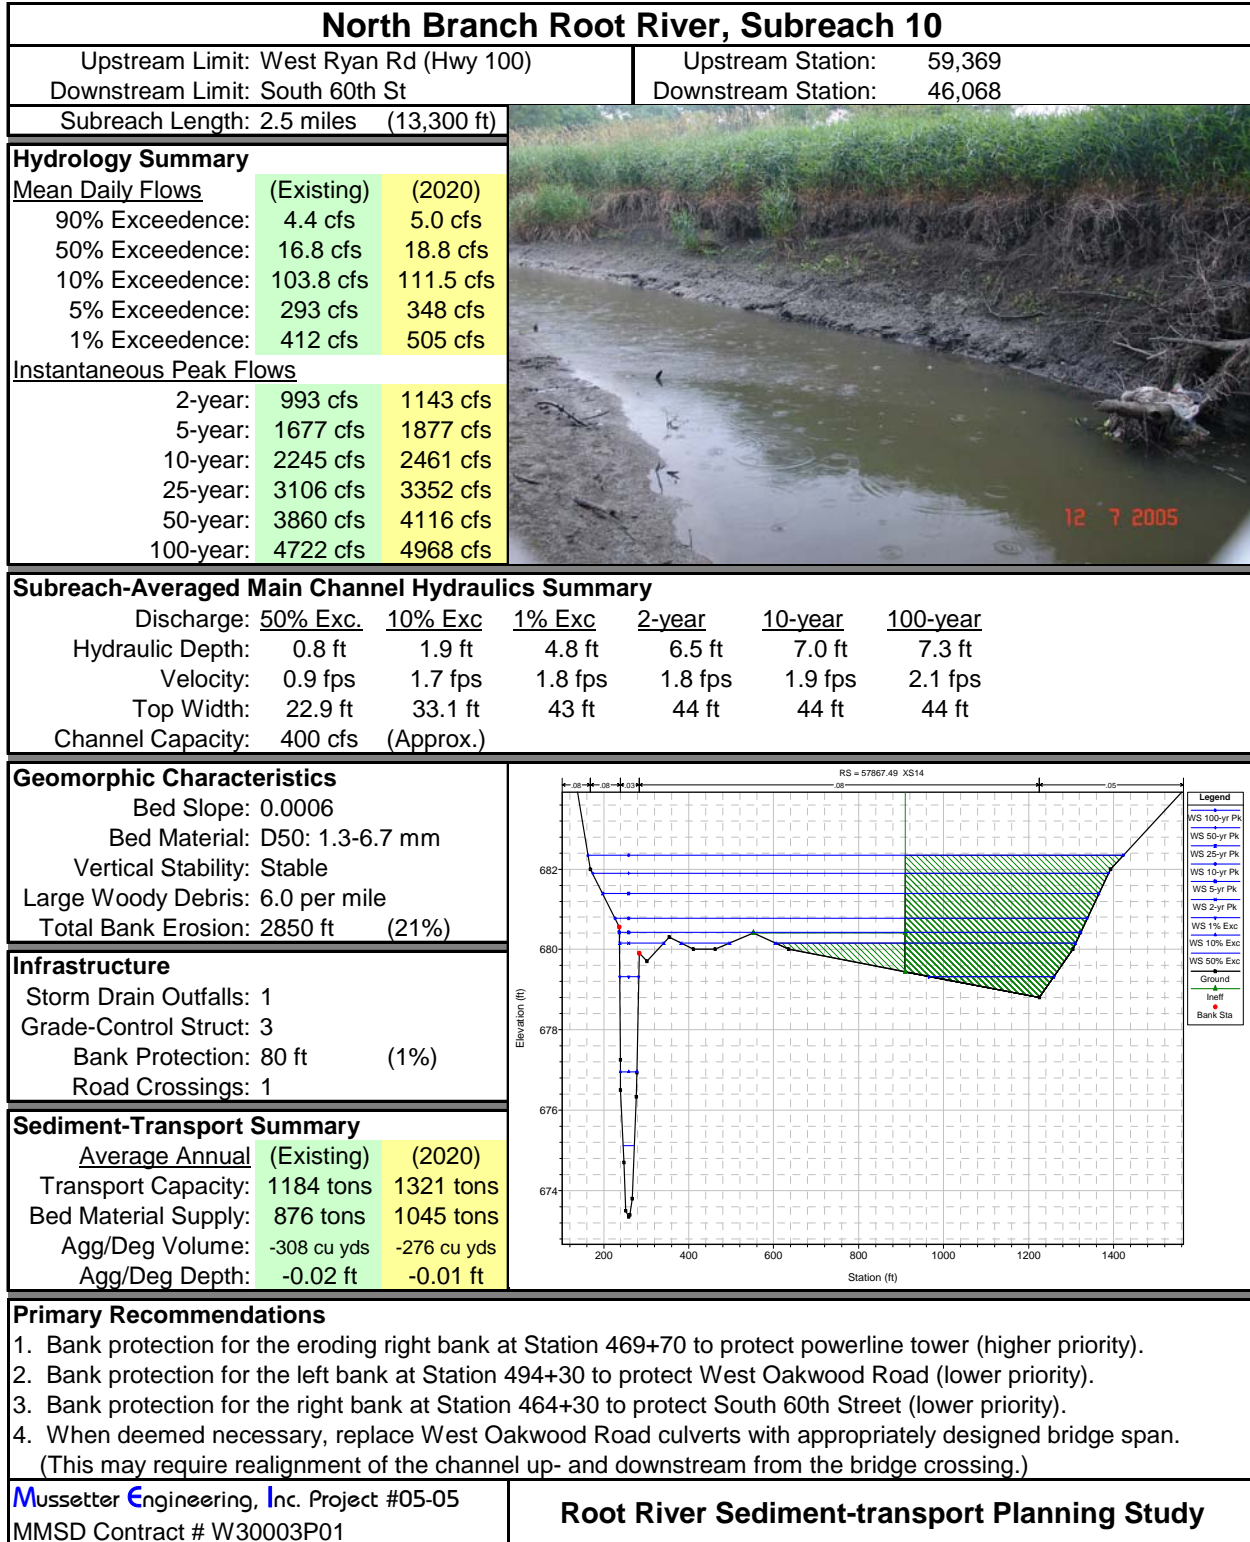 North Branch Root River, Subreach 10
Upstream Limit: West Ryan Rd (Hwy 100)
Upstream Station: 59,369
Downstream Limit: South 60th St
Downstream Station: 46,068
Subreach Length: 2.5 miles (13,300 ft)
Hydrology Summary
Mean Daily Flows (Existing) (2020)
90% Exceedence: 4.4 cfs 5.0 cfs
50% Exceedence: 16.8 cfs 18.8 cfs
10% Exceedence: 103.8 cfs 111.5 cfs
5% Exceedence: 293 cfs 348 cfs
1% Exceedence: 412 cfs 505 cfs
Instantaneous Peak Flows
2-year: 993 cfs 1143 cfs
5-year: 1677 cfs 1877 cfs
10-year: 2245 cfs 2461 cfs
25-year: 3106 cfs 3352 cfs
50-year: 3860 cfs 4116 cfs
100-year: 4722 cfs 4968 cfs
12 7 2005
Subreach-Averaged Main Channel Hydraulics Summary
Discharge: 50% Exc. 10% Exc 1% Exc 2-year 10-year 100-year
Hydraulic Depth: 0.8 ft 1.9 ft 4.8 ft 6.5 ft 7.0 ft 7.3 ft
Velocity: 0.9 fps 1.7 fps 1.8 fps 1.8 fps 1.9 fps 2.1 fps
Top Width: 22.9 ft 33.1 ft 43 ft 44 ft 44 ft 44 ft
Channel Capacity: 400 cfs (Approx.)
Geomorphic Characteristics
Bed Slope: 0.0006
Bed Material: D50: 1.3-6.7 mm
Vertical Stability: Stable
Large Woody Debris: 6.0 per mile
Total Bank Erosion: 2850 ft (21%)
Infrastructure
Storm Drain Outfalls: 1
Grade-Control Struct: 3
Bank Protection: 80 ft (1%)
Road Crossings: 1
Sediment-Transport Summary
Average Annual (Existing) (2020)
Transport Capacity: 1184 tons 1321 tons
Bed Material Supply: 876 tons 1045 tons
Agg/Deg Volume: -308 cu yds -276 cu yds
Agg/Deg Depth: -0.02 ft -0.01 ft
RS = 57867.49 XS14
.08 .08 .03 .08 .05
682
680
678
676
674
Elevation (ft)
200 400 600 800 1000 1200 1400
Station (ft)
Legend
WS 100-yr Pk
WS 50-yr Pk
WS 25-yr Pk
WS 10-yr Pk
WS 5-yr Pk
WS 2-yr Pk
WS 1% Exc
WS 10% Exc
WS 50% Exc
Ground
Ineff
Bank Sta
Primary Recommendations
1. Bank protection for the eroding right bank at Station 469+70 to protect powerline tower (higher priority).
2. Bank protection for the left bank at Station 494+30 to protect West Oakwood Road (lower priority).
3. Bank protection for the right bank at Station 464+30 to protect South 60th Street (lower priority).
4. When deemed necessary, replace West Oakwood Road culverts with appropriately designed bridge span.
(This may require realignment of the channel up- and downstream from the bridge crossing.)
Mussetter Engineering, Inc. Project #05-05
MMSD Contract # W30003P01
Root River Sediment-transport Planning Study